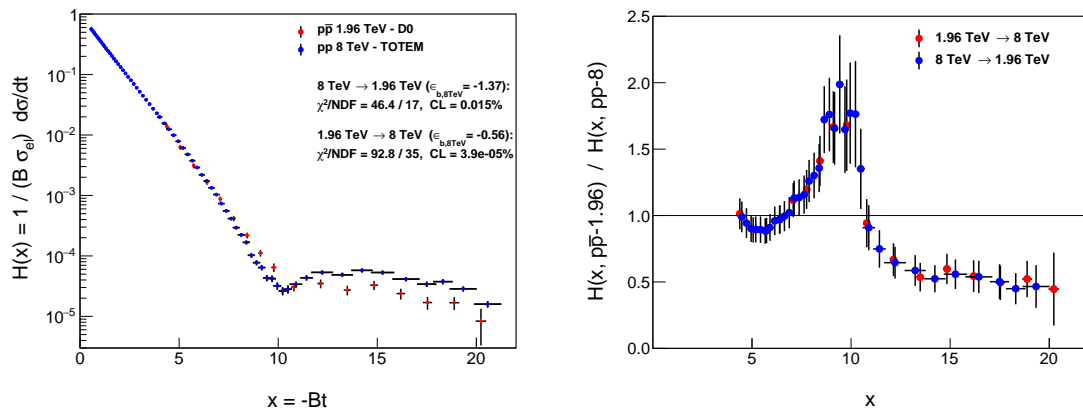 pp̅ 1.96 TeV - D0
pp 8 TeV - TOTEM
8 TeV → 1.96 TeV (∈b,8TeV= -1.37):
χ²/NDF = 46.4 / 17, CL = 0.015%
1.96 TeV → 8 TeV (∈b,8TeV= -0.56):
χ²/NDF = 92.8 / 35, CL = 3.9e-05%
H(x) = 1 / (B σel) dσ/dt
10⁻¹
10⁻²
10⁻³
10⁻⁴
10⁻⁵
0 5 10 15 20
x = -Bt
1.96 TeV → 8 TeV
8 TeV → 1.96 TeV
H(x, pp̅-1.96) / H(x, pp-8)
2.5
2.0
1.5
1.0
0.5
0.0
5 10 15 20
x